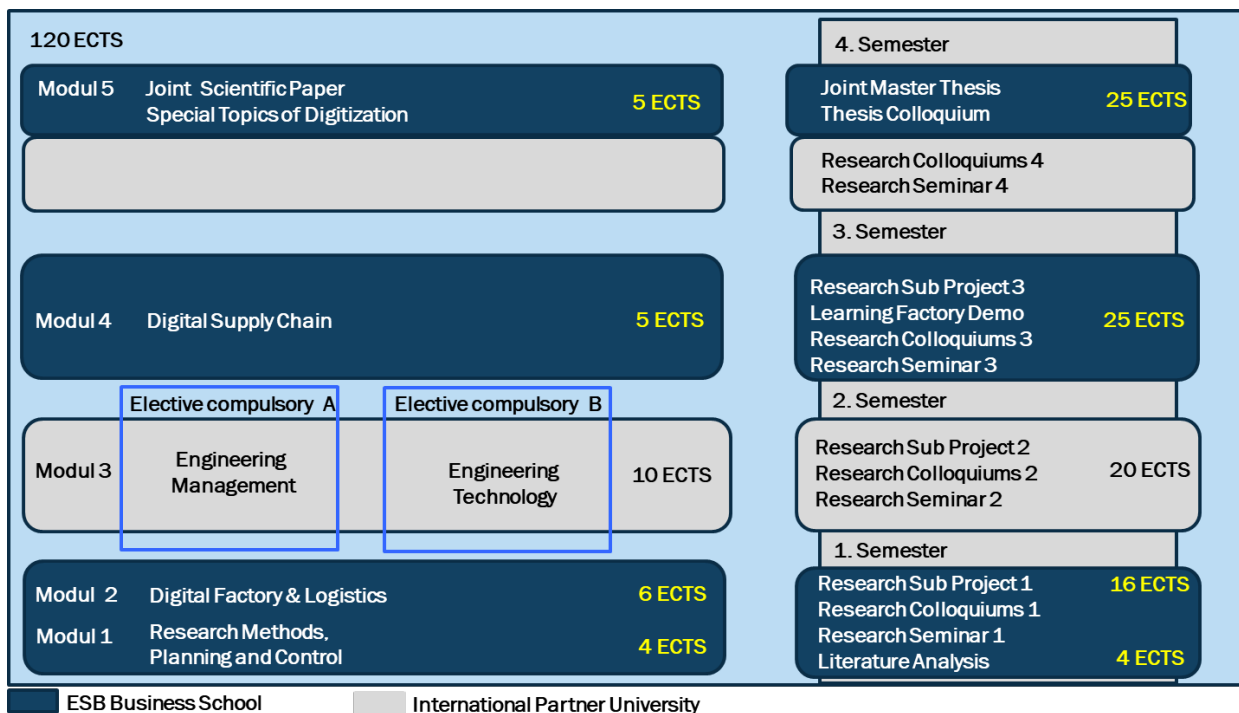 120 ECTS
4. Semester
Modul 5
Joint Scientific Paper
Special Topics of Digitization
5 ECTS
Joint Master Thesis
Thesis Colloquium
25 ECTS
Research Colloquiums 4
Research Seminar 4
3. Semester
Modul 4
Digital Supply Chain
5 ECTS
Research Sub Project 3
Learning Factory Demo
Research Colloquiums 3
Research Seminar 3
25 ECTS
Elective compulsory A
Elective compulsory B
2. Semester
Modul 3
Engineering
Management
Engineering
Technology
10 ECTS
Research Sub Project 2
Research Colloquiums 2
Research Seminar 2
20 ECTS
1. Semester
Modul 2
Digital Factory & Logistics
6 ECTS
Modul 1
Research Methods,
Planning and Control
4 ECTS
Research Sub Project 1
16 ECTS
Research Colloquiums 1
Research Seminar 1
Literature Analysis
4 ECTS
ESB Business School
International Partner University